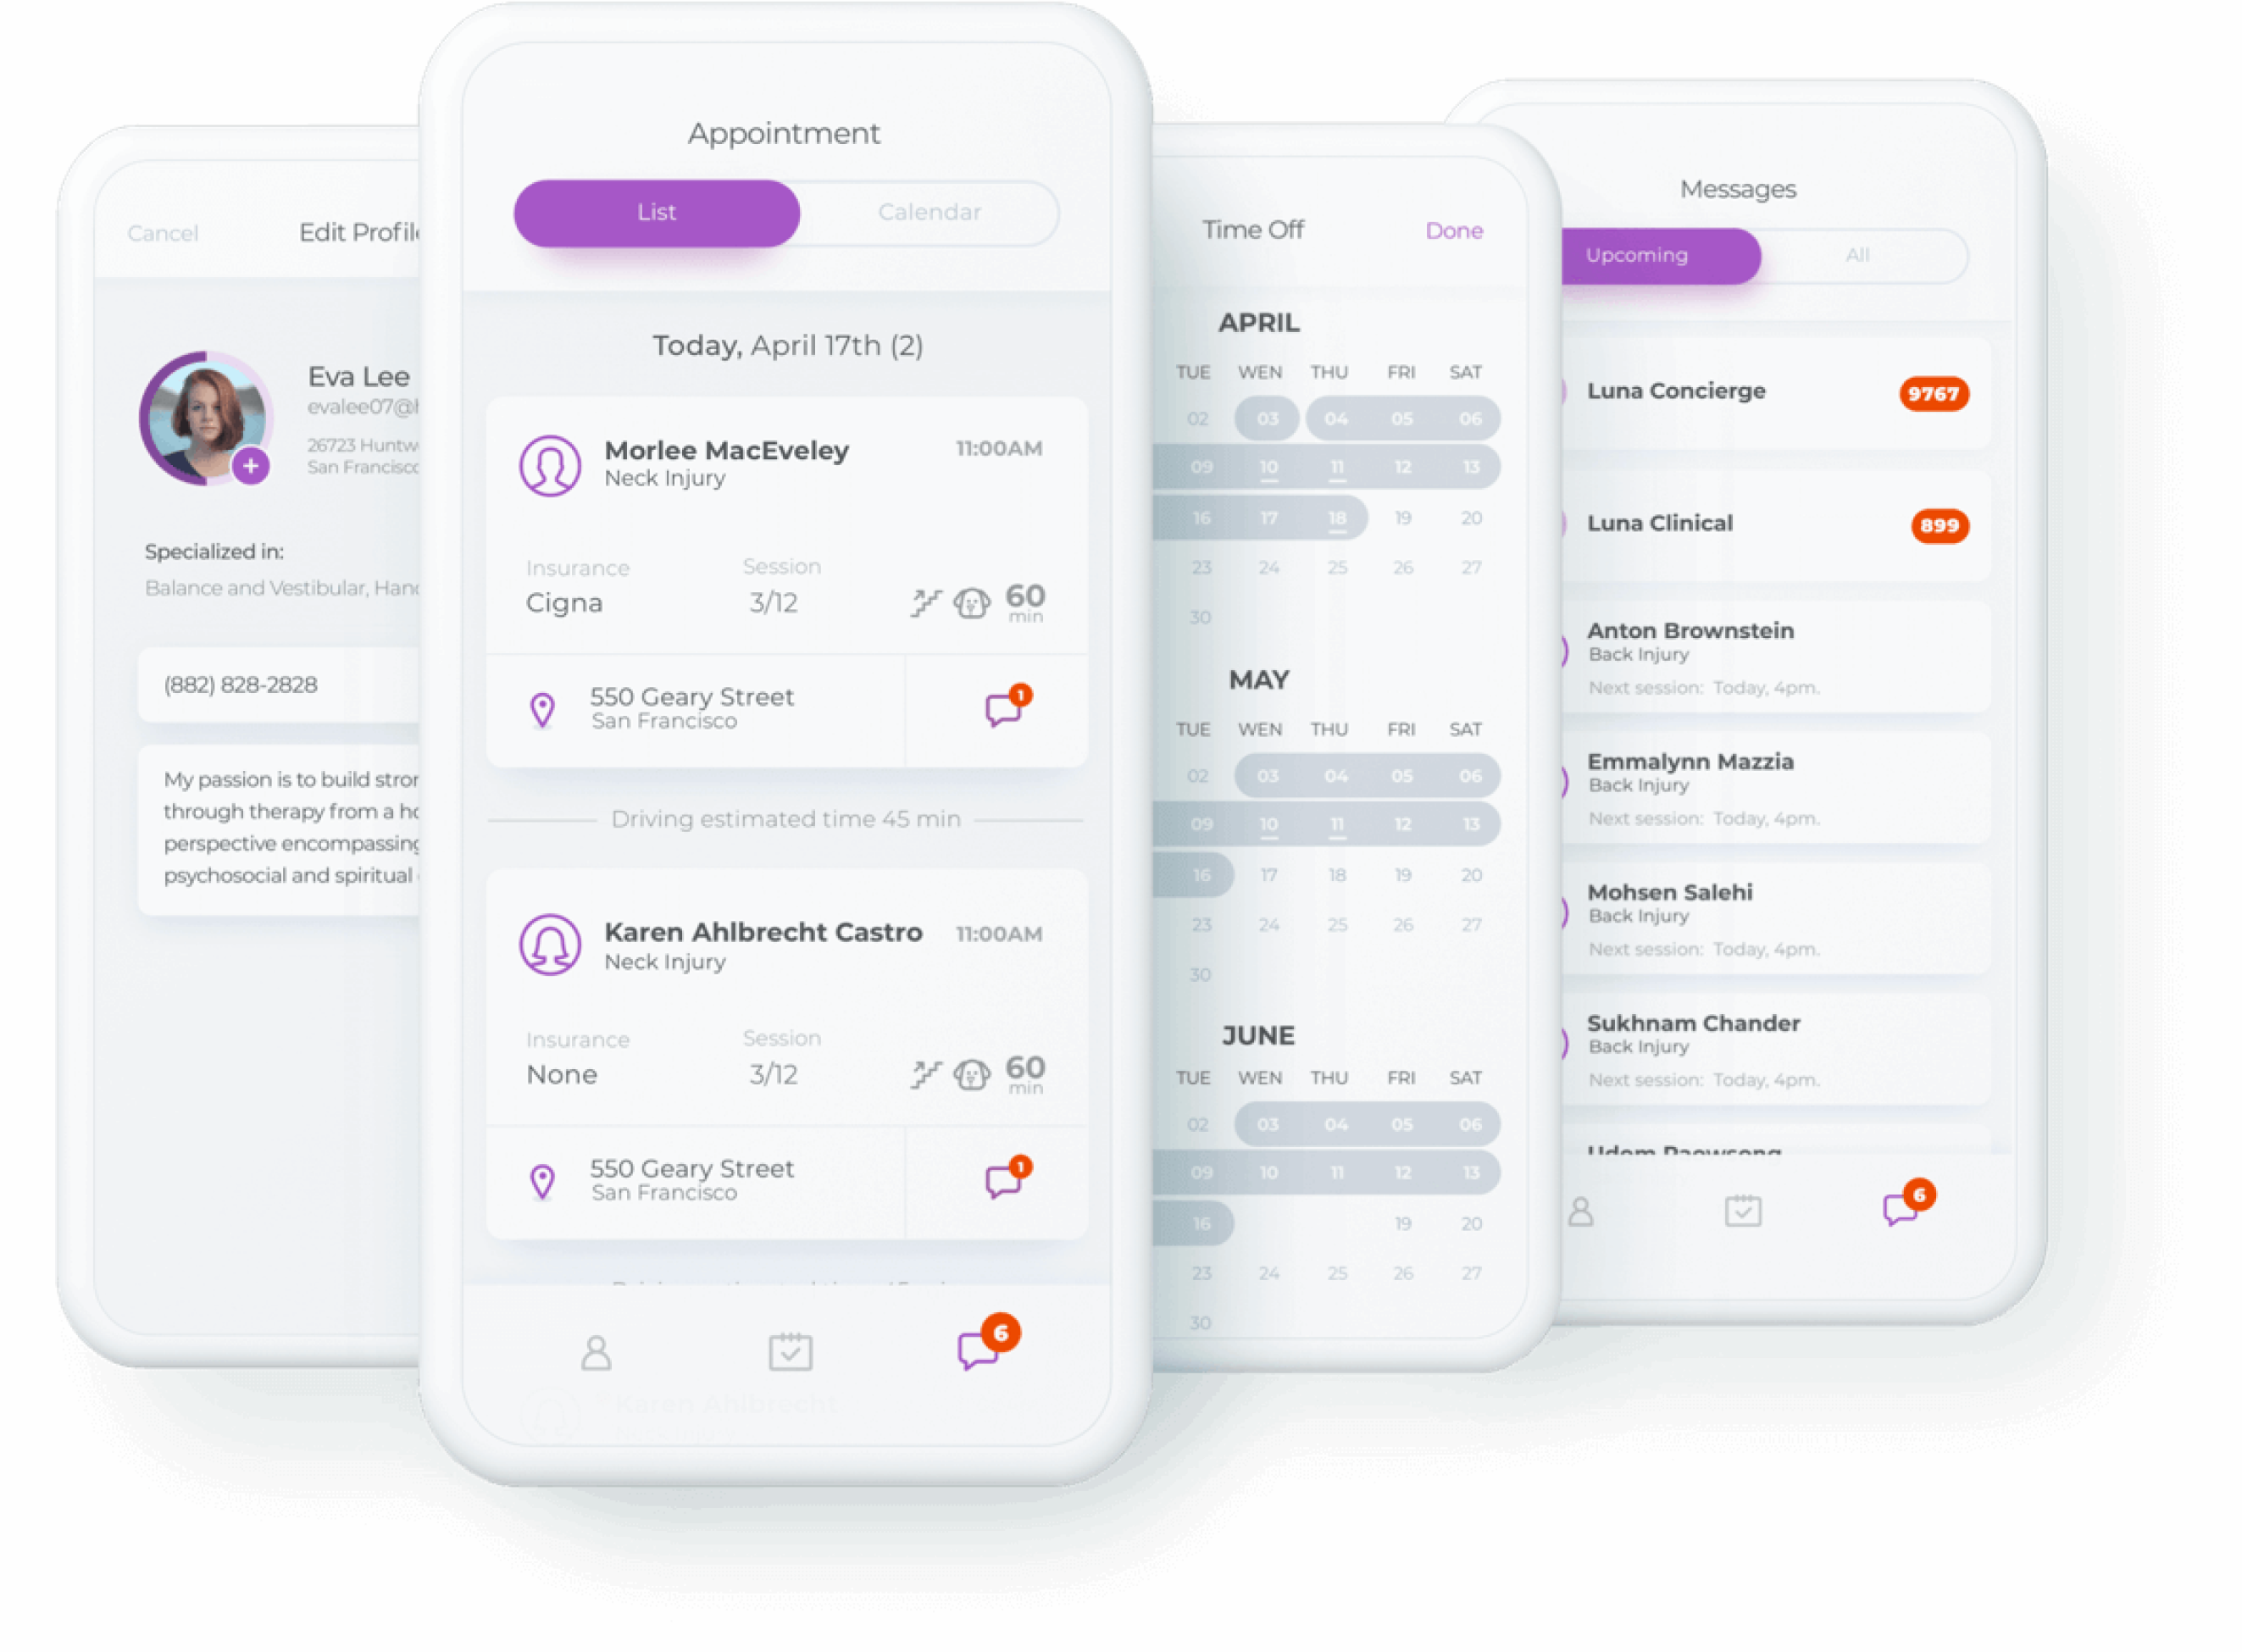 Cancel
Edit Profile
Eva Lee
evalee07@
26723 Huntw
San Francisco
Specialized in:
Balance and Vestibular, Hand
(882) 828-2828
My passion is to build stron
through therapy from a ho
perspective encompassing
psychosocial and spiritual
Appointment
List
Calendar
Today, April 17th (2)
Morlee MacEveley
11:00AM
Neck Injury
Insurance
Session
Cigna
3/12
60
min
550 Geary Street
1
San Francisco
Driving estimated time 45 min
Karen Ahlbrecht Castro
11:00AM
Neck Injury
Insurance
Session
None
3/12
60
min
550 Geary Street
1
San Francisco
6
Karen Ahlbrecht
Time Off
Done
APRIL
TUE WEN THU FRI SAT
02 03 04 05 06
09 10 11 12 13
16 17 18 19 20
23 24 25 26 27
30
MAY
TUE WEN THU FRI SAT
02 03 04 05 06
09 10 11 12 13
16 17 18 19 20
23 24 25 26 27
30
JUNE
TUE WEN THU FRI SAT
02 03 04 05 06
09 10 11 12 13
16 19 20
23 24 25 26 27
30
Messages
Upcoming
All
Luna Concierge
9767
Luna Clinical
899
Anton Brownstein
Back Injury
Next session: Today, 4pm.
Emmalynn Mazzia
Back Injury
Next session: Today, 4pm.
Mohsen Salehi
Back Injury
Next session: Today, 4pm.
Sukhnam Chander
Back Injury
Next session: Today, 4pm.
6